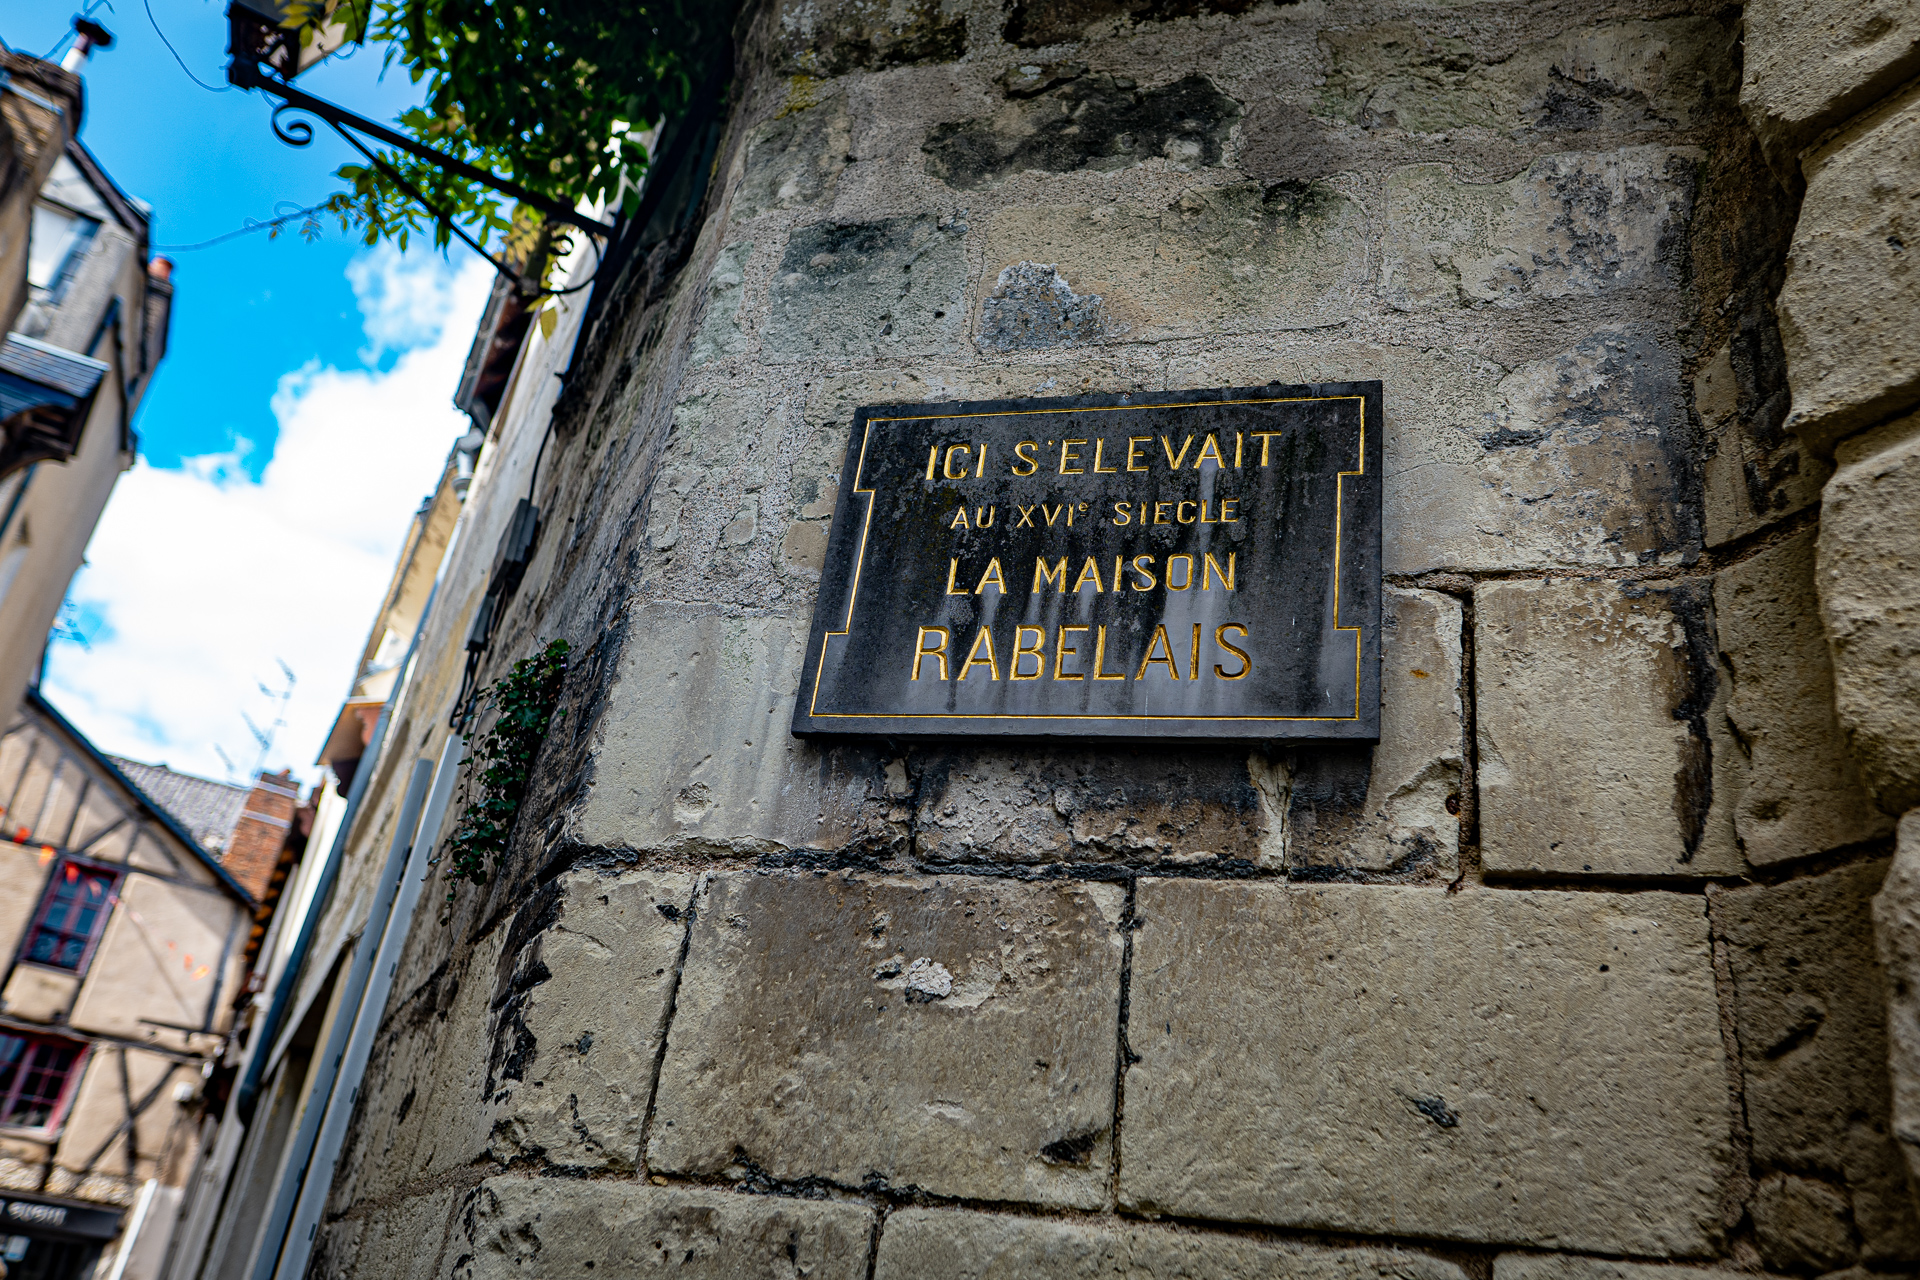 ICI S'ELEVAIT
AU XVIe SIECLE
LA MAISON
RABELAIS